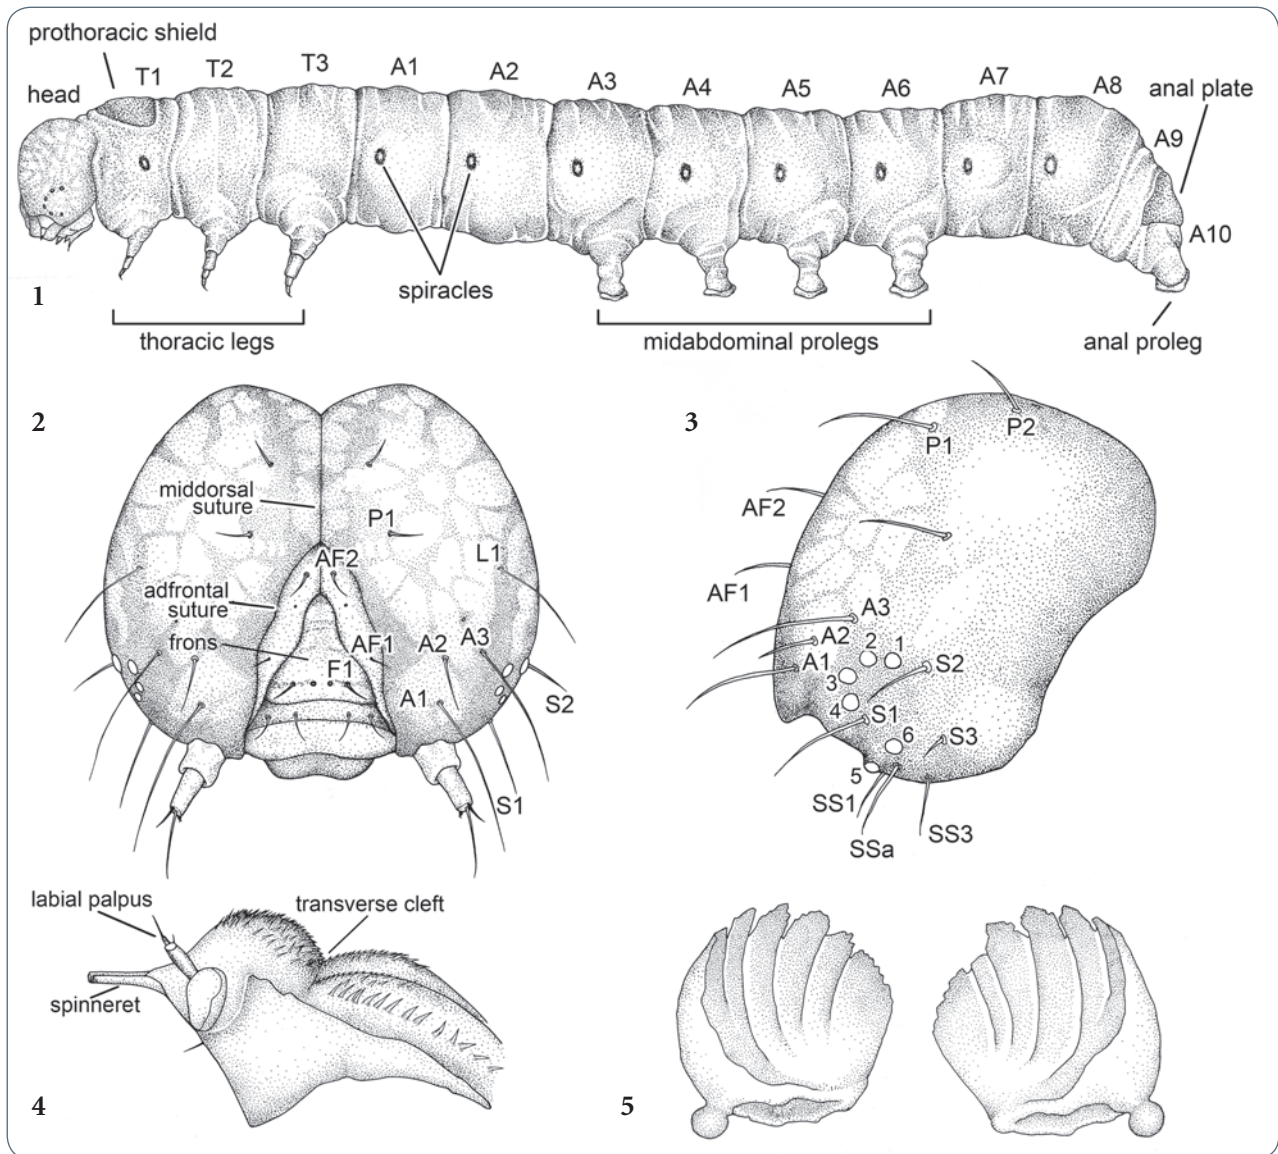 prothoracic shield
head
T1
T2
T3
A1
A2
A3
A4
A5
A6
A7
A8
anal plate
A9
A10
spiracles
1
thoracic legs
midabdominal prolegs
anal proleg
2
middorsal
suture
P1
L1
AF2
adfrontal
suture
frons
AF1
A2
A3
F1
A1
S2
S1
3
P1
P2
AF2
AF1
A3
A2
2
1
A1
S2
3
4
S1
6
S3
5
SS1
SSa
SS3
labial palpus
transverse cleft
spinneret
4
5